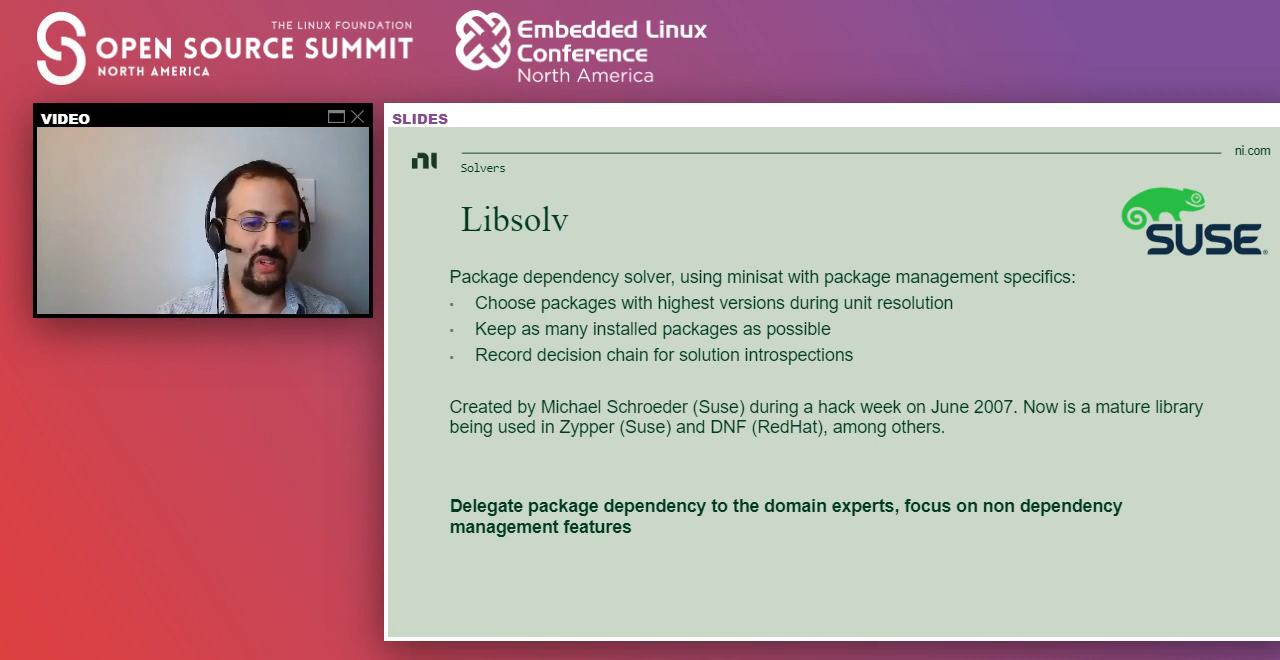 THE LINUX FOUNDATION
OPEN SOURCE SUMMIT
NORTH AMERICA
Embedded Linux
Conference
North America
VIDEO
SLIDES
ni
ni.com
Solvers
Libsolv
SUSE®
Package dependency solver, using minisat with package management specifics:
• Choose packages with highest versions during unit resolution
• Keep as many installed packages as possible
• Record decision chain for solution introspections
Created by Michael Schroeder (Suse) during a hack week on June 2007. Now is a mature library
being used in Zypper (Suse) and DNF (RedHat), among others.
Delegate package dependency to the domain experts, focus on non dependency
management features